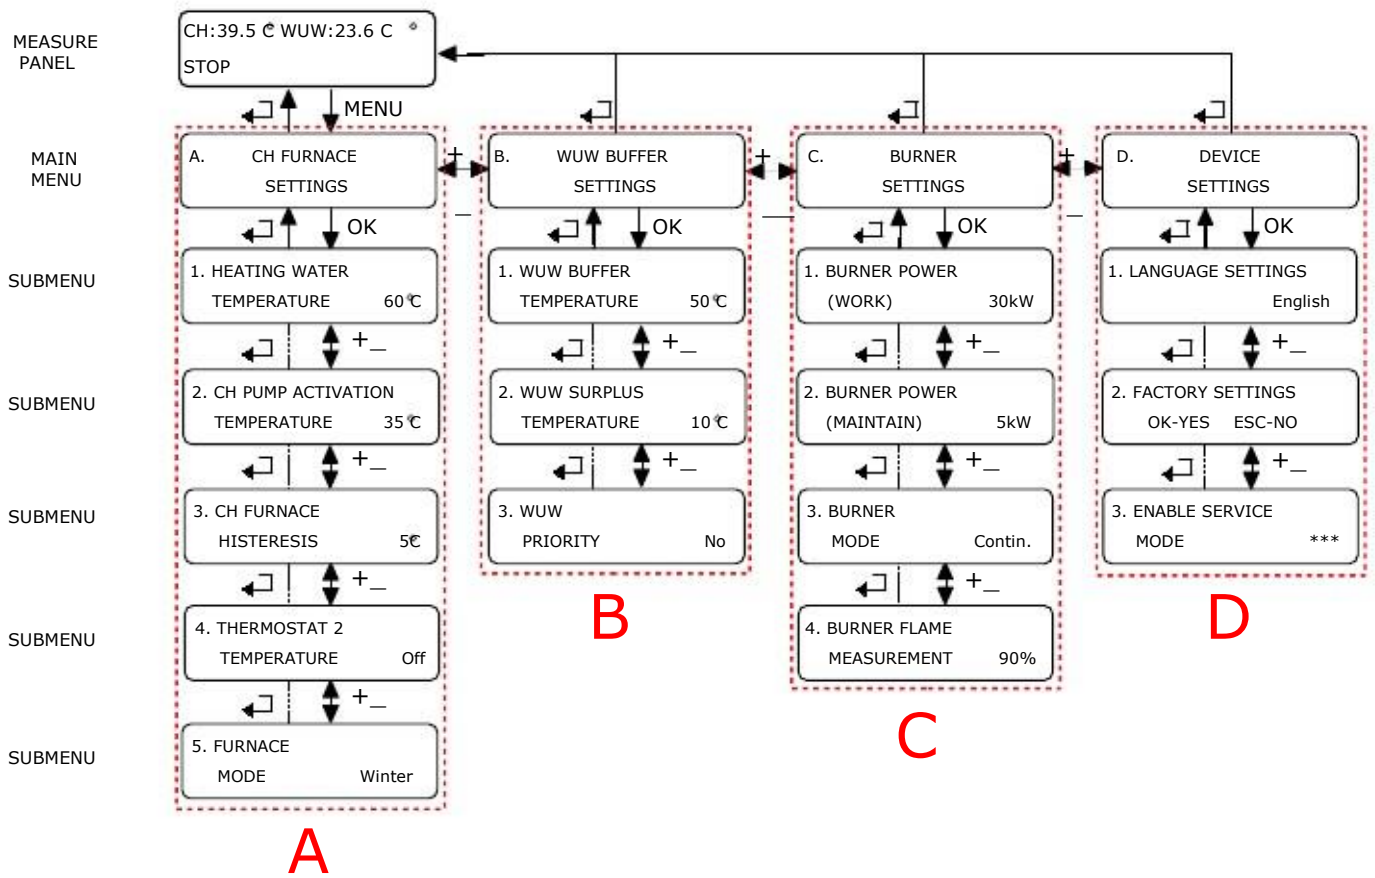 MEASURE
PANEL
CH:39.5 C WUW:23.6 C
STOP
MENU
MAIN
MENU
A. CH FURNACE
SETTINGS
+
_
B. WUW BUFFER
SETTINGS
+
_
C. BURNER
SETTINGS
+
_
D. DEVICE
SETTINGS
OK
OK
OK
OK
SUBMENU
1. HEATING WATER
TEMPERATURE 60°C
1. WUW BUFFER
TEMPERATURE 50°C
1. BURNER POWER
(WORK) 30kW
1. LANGUAGE SETTINGS
English
+_
+_
+_
+_
SUBMENU
2. CH PUMP ACTIVATION
TEMPERATURE 35°C
2. WUW SURPLUS
TEMPERATURE 10°C
2. BURNER POWER
(MAINTAIN) 5kW
2. FACTORY SETTINGS
OK-YES ESC-NO
+_
+_
+_
+_
SUBMENU
3. CH FURNACE
HISTERESIS 5°C
3. WUW
PRIORITY No
3. BURNER
MODE Contin.
3. ENABLE SERVICE
MODE ***
+_
+_
B
D
SUBMENU
4. THERMOSTAT 2
TEMPERATURE Off
4. BURNER FLAME
MEASUREMENT 90%
+_
C
SUBMENU
5. FURNACE
MODE Winter
A